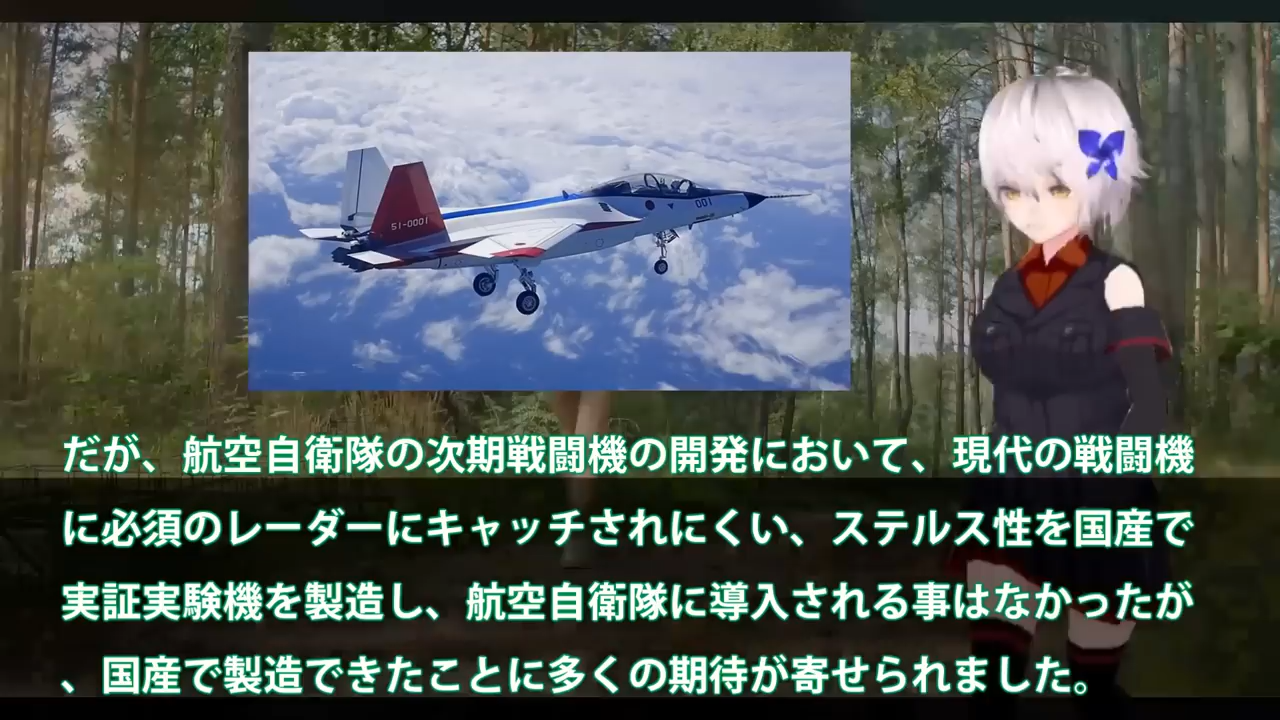 001
51-0001
だが、航空自衛隊の次期戦闘機の開発において、現代の戦闘機
に必須のレーダーにキャッチされにくい、ステルス性を国産で
実証実験機を製造し、航空自衛隊に導入される事はなかったが
、国産で製造できたことに多くの期待が寄せられました。